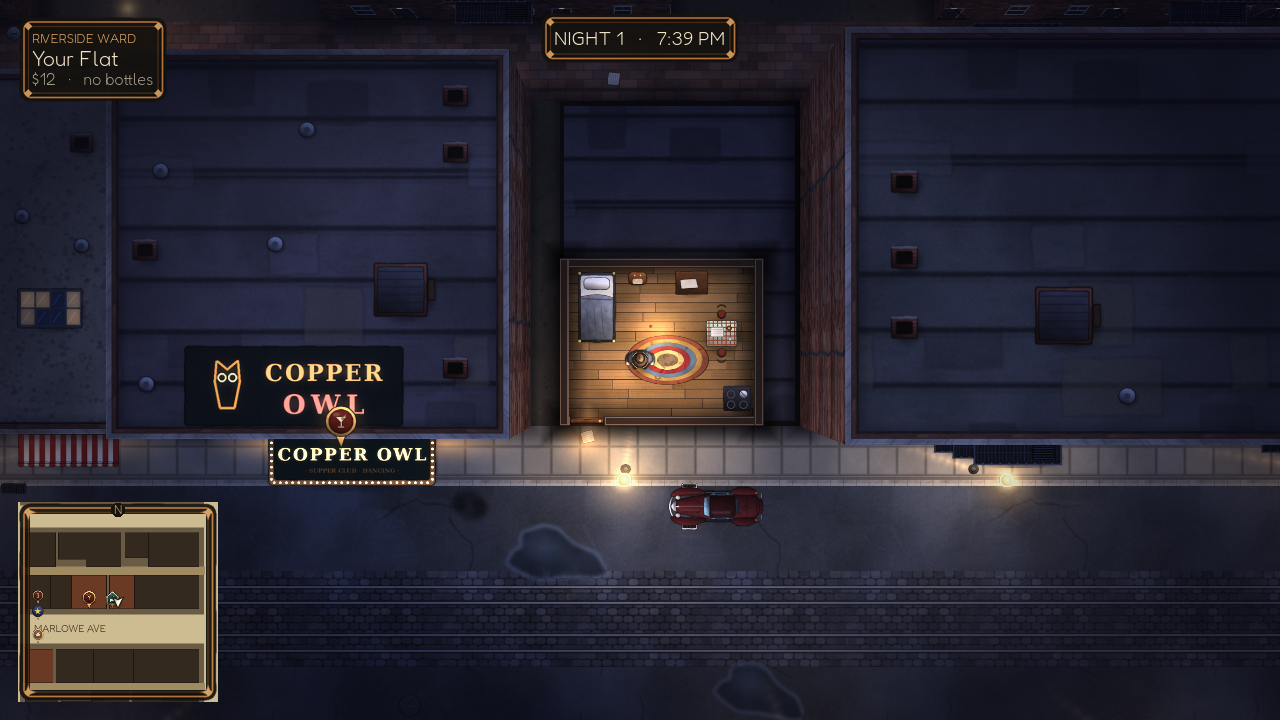 RIVERSIDE WARD
Your Flat
$12 · no bottles
NIGHT 1 · 7:39 PM
COPPER
OWL
COPPER OWL
· SUPPER CLUB · DANCING ·
N
MARLOWE AVE